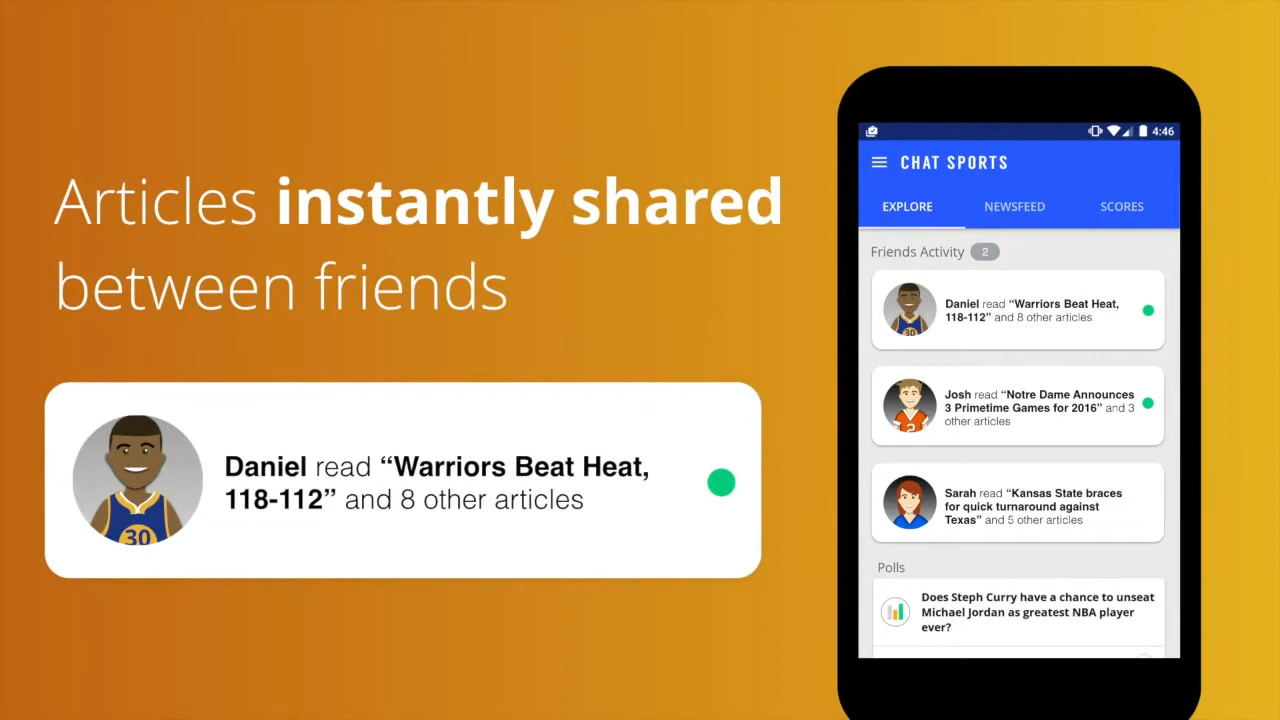 Articles instantly shared
between friends
Daniel read “Warriors Beat Heat,
118-112” and 8 other articles
30
4:46
CHAT SPORTS
EXPLORE NEWSFEED SCORES
Friends Activity 2
Daniel read “Warriors Beat Heat,
118-112” and 8 other articles
30
Josh read “Notre Dame Announces
3 Primetime Games for 2016” and 3
other articles
2
Sarah read “Kansas State braces
for quick turnaround against
Texas” and 5 other articles
Polls
Does Steph Curry have a chance to unseat
Michael Jordan as greatest NBA player
ever?